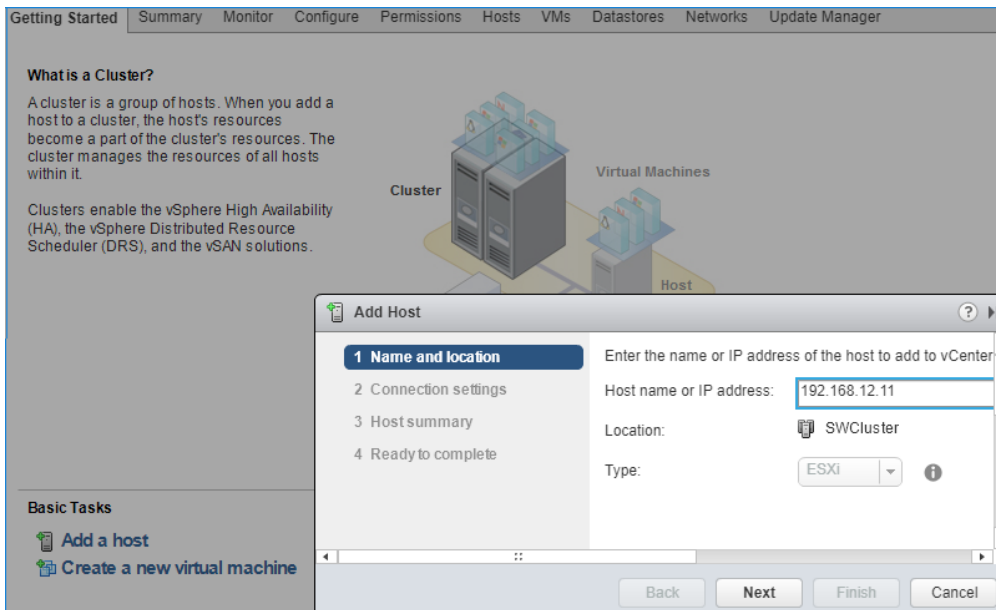 Getting Started Summary Monitor Configure Permissions Hosts VMs Datastores Networks Update Manager
What is a Cluster?
A cluster is a group of hosts. When you add a
host to a cluster, the host's resources
become a part of the cluster's resources. The
cluster manages the resources of all hosts
within it.
Clusters enable the vSphere High Availability
(HA), the vSphere Distributed Resource
Scheduler (DRS), and the vSAN solutions.
Cluster
Virtual Machines
Host
Basic Tasks
Add a host
Create a new virtual machine
Add Host
?
1 Name and location
2 Connection settings
3 Host summary
4 Ready to complete
Enter the name or IP address of the host to add to vCenter
Host name or IP address: 192.168.12.11
Location: SWCluster
Type: ESXi
Back Next Finish Cancel